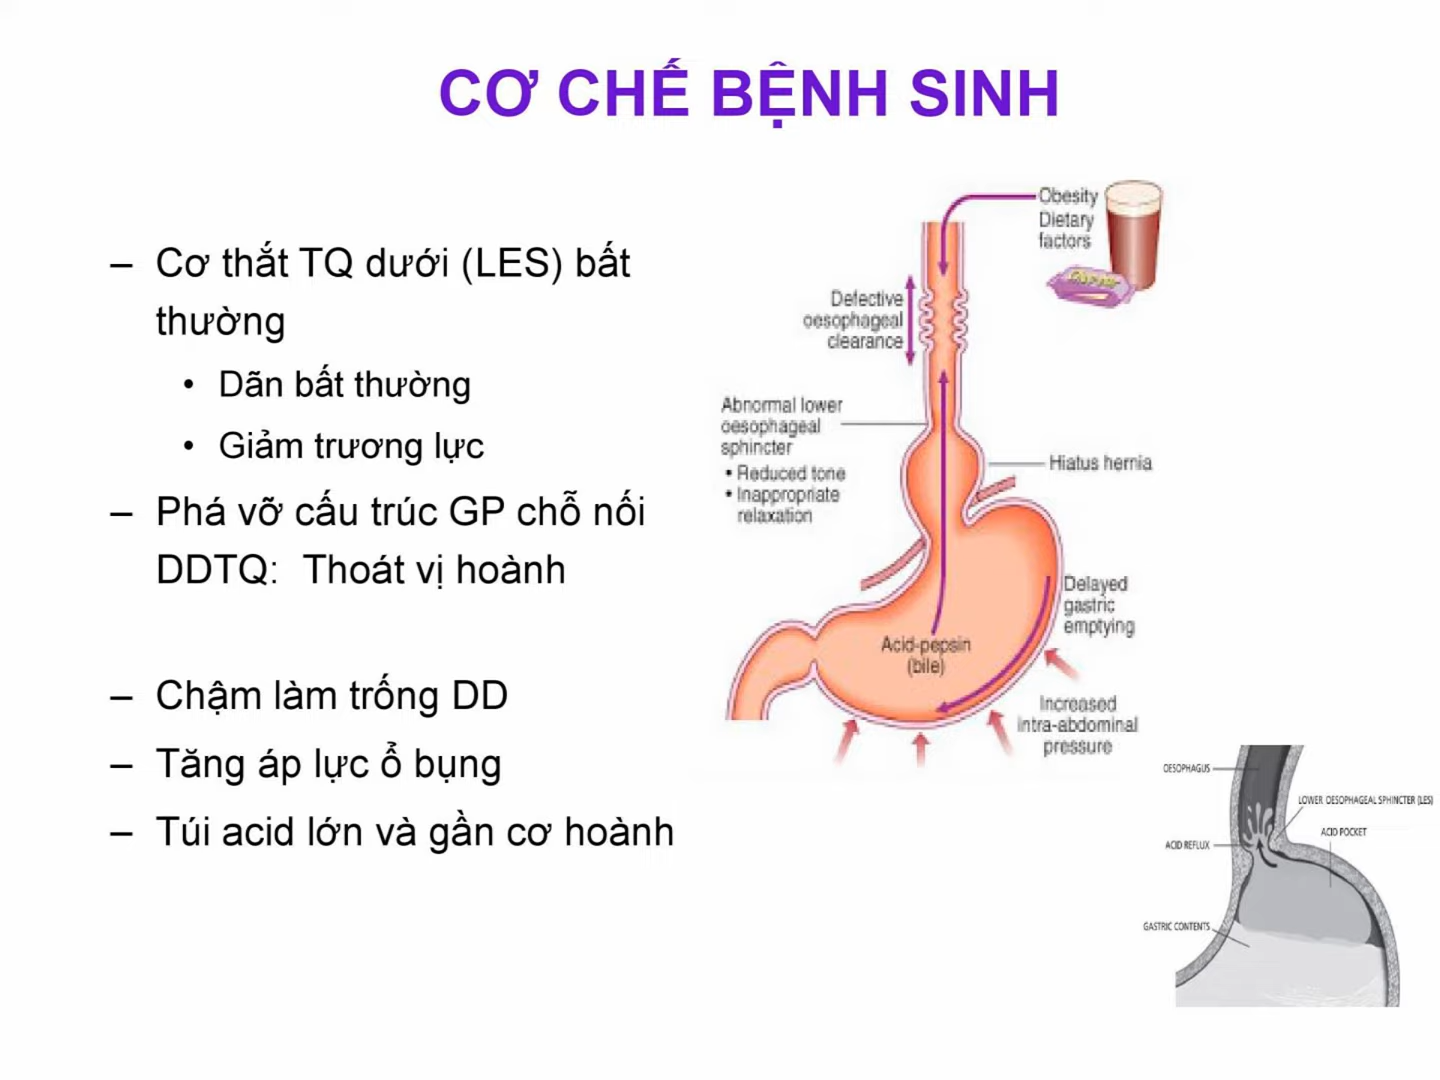 CƠ CHẾ BỆNH SINH
– Cơ thắt TQ dưới (LES) bất
thường
• Dãn bất thường
• Giảm trương lực
– Phá vỡ cấu trúc GP chỗ nối
DDTQ: Thoát vị hoành
– Chậm làm trống DD
– Tăng áp lực ổ bụng
– Túi acid lớn và gần cơ hoành
Obesity
Dietary
factors
Defective
oesophageal
clearance
Abnormal lower
oesophageal
sphincter
• Reduced tone
• Inappropriate
relaxation
Hiatus hernia
Delayed
gastric
emptying
Acid-pepsin
(bile)
Increased
intra-abdominal
pressure
OESOPHAGUS
LOWER OESOPHAGEAL SPHINCTER (LES)
ACID POCKET
ACID REFLUX
GASTRIC CONTENTS